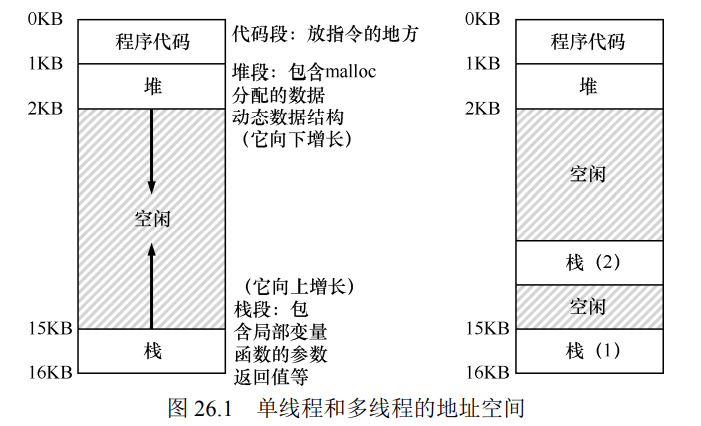 0KB
程序代码
代码段：放指令的地方
1KB
堆
堆段：包含malloc
分配的数据
动态数据结构
（它向下增长）
2KB
空闲
（它向上增长）
栈段：包
含局部变量
函数的参数
返回值等
15KB
栈
16KB
0KB
程序代码
1KB
堆
2KB
空闲
栈（2）
空闲
15KB
栈（1）
16KB
图 26.1 单线程和多线程的地址空间